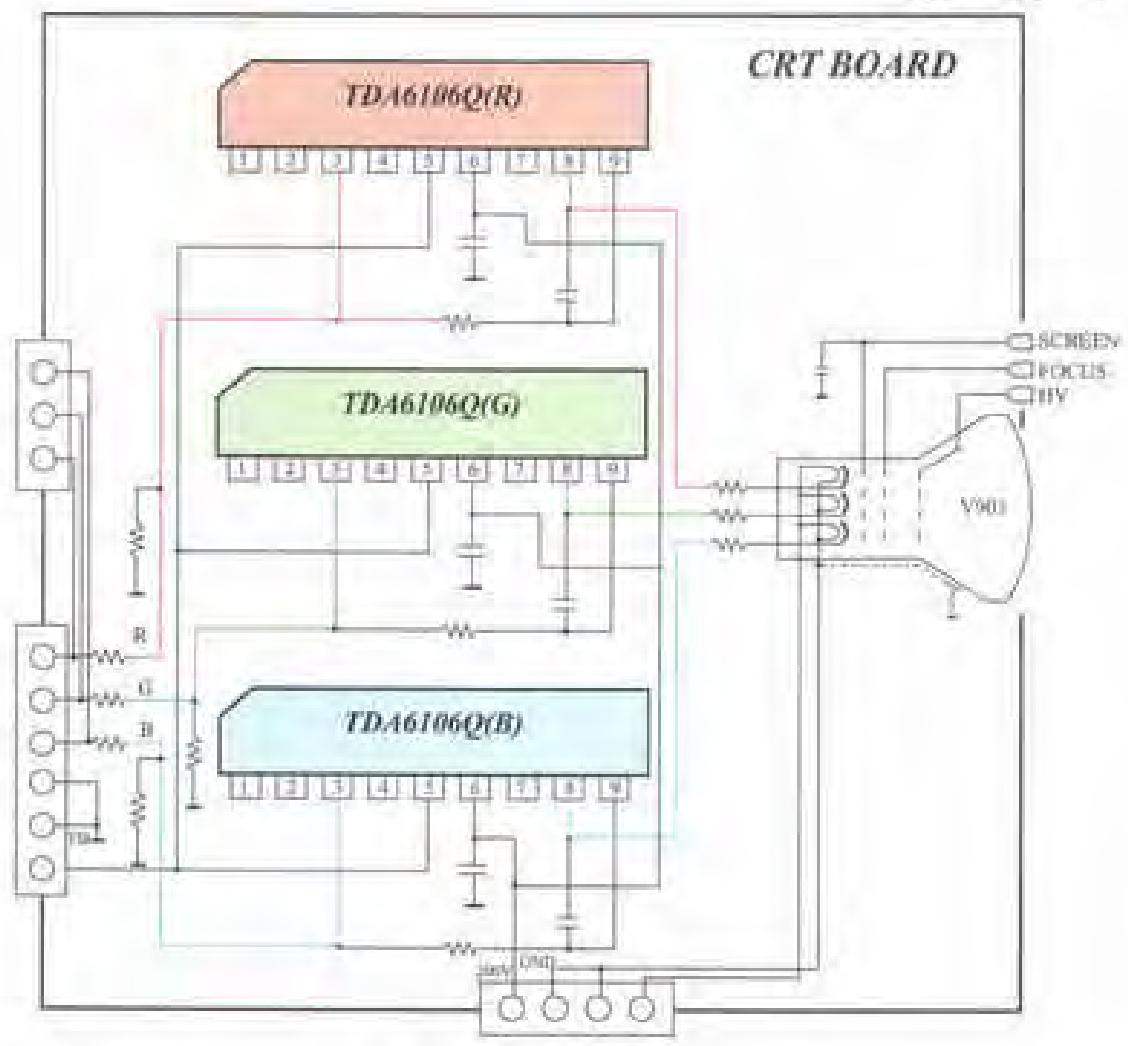 CRT BOARD
TDA6106Q(R)
1 2 3 4 5 6 7 8 9
SCREEN
FOCUS
HV
TDA6106Q(G)
1 2 3 4 5 6 7 8 9
V901
R
G
B
TDA6106Q(B)
1 2 3 4 5 6 7 8 9
GND